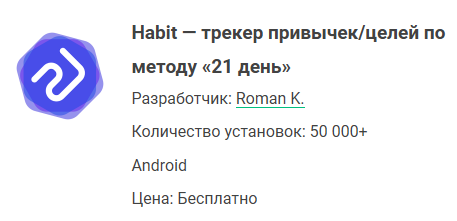 Habit — трекер привычек/целей по
методу «21 день»
Разработчик: Roman K.
Количество установок: 50 000+
Android
Цена: Бесплатно